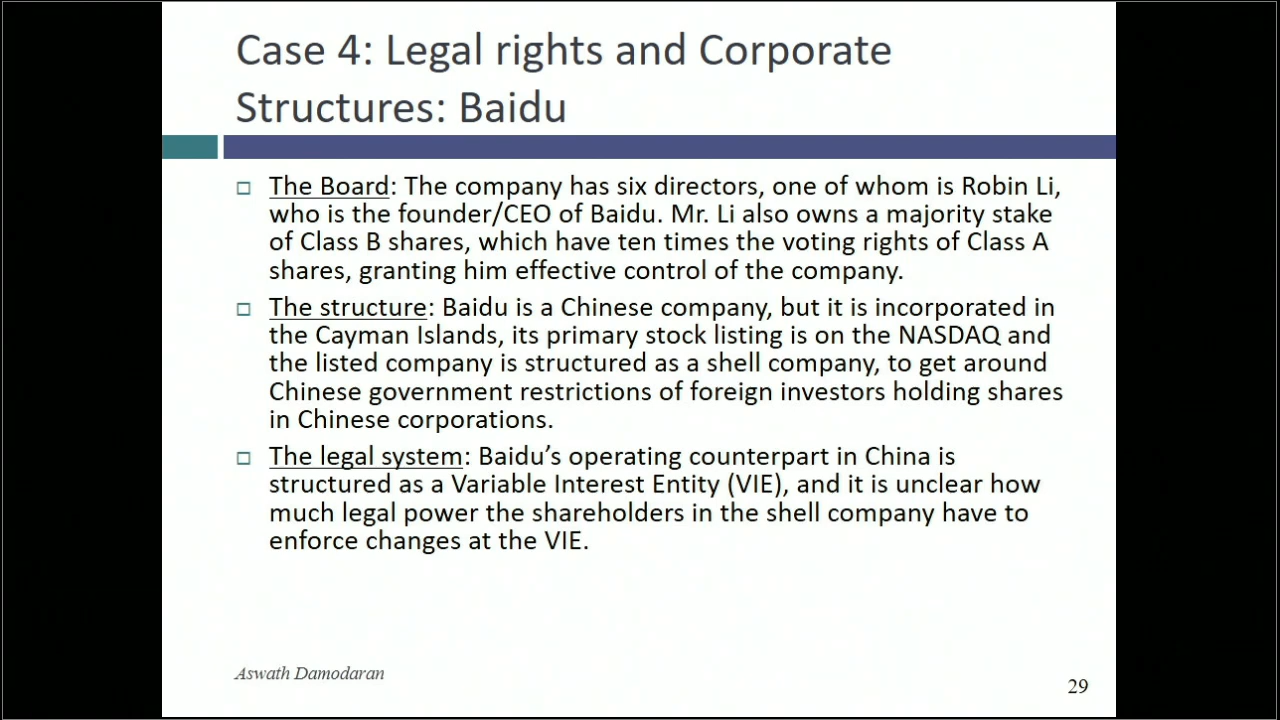 Case 4: Legal rights and Corporate
Structures: Baidu
The Board: The company has six directors, one of whom is Robin Li,
who is the founder/CEO of Baidu. Mr. Li also owns a majority stake
of Class B shares, which have ten times the voting rights of Class A
shares, granting him effective control of the company.
The structure: Baidu is a Chinese company, but it is incorporated in
the Cayman Islands, its primary stock listing is on the NASDAQ and
the listed company is structured as a shell company, to get around
Chinese government restrictions of foreign investors holding shares
in Chinese corporations.
The legal system: Baidu’s operating counterpart in China is
structured as a Variable Interest Entity (VIE), and it is unclear how
much legal power the shareholders in the shell company have to
enforce changes at the VIE.
Aswath Damodaran
29